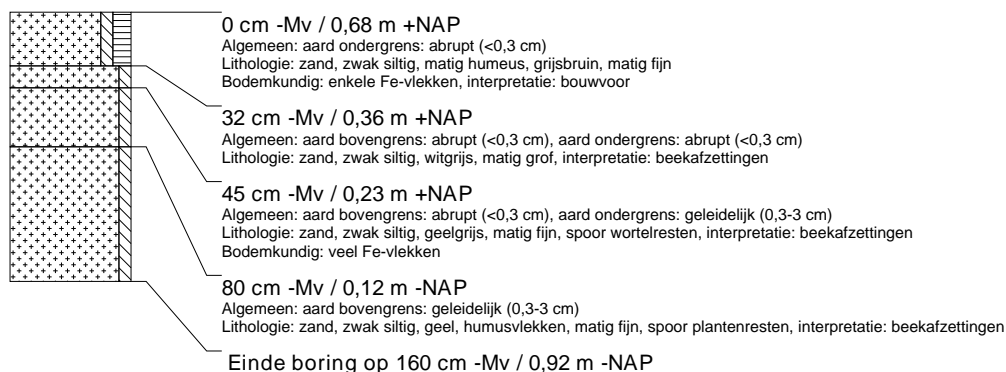 0 cm -Mv / 0,68 m +NAP
Algemeen: aard ondergrens: abrupt (<0,3 cm)
Lithologie: zand, zwak siltig, matig humeus, grijsbruin, matig fijn
Bodemkundig: enkele Fe-vlekken, interpretatie: bouwvoor
32 cm -Mv / 0,36 m +NAP
Algemeen: aard bovengrens: abrupt (<0,3 cm), aard ondergrens: abrupt (<0,3 cm)
Lithologie: zand, zwak siltig, witgrijs, matig grof, interpretatie: beekafzettingen
45 cm -Mv / 0,23 m +NAP
Algemeen: aard bovengrens: abrupt (<0,3 cm), aard ondergrens: geleidelijk (0,3-3 cm)
Lithologie: zand, zwak siltig, geelgrijs, matig fijn, spoor wortelresten, interpretatie: beekafzettingen
Bodemkundig: veel Fe-vlekken
80 cm -Mv / 0,12 m -NAP
Algemeen: aard bovengrens: geleidelijk (0,3-3 cm)
Lithologie: zand, zwak siltig, geel, humusvlekken, matig fijn, spoor plantenresten, interpretatie: beekafzettingen
Einde boring op 160 cm -Mv / 0,92 m -NAP